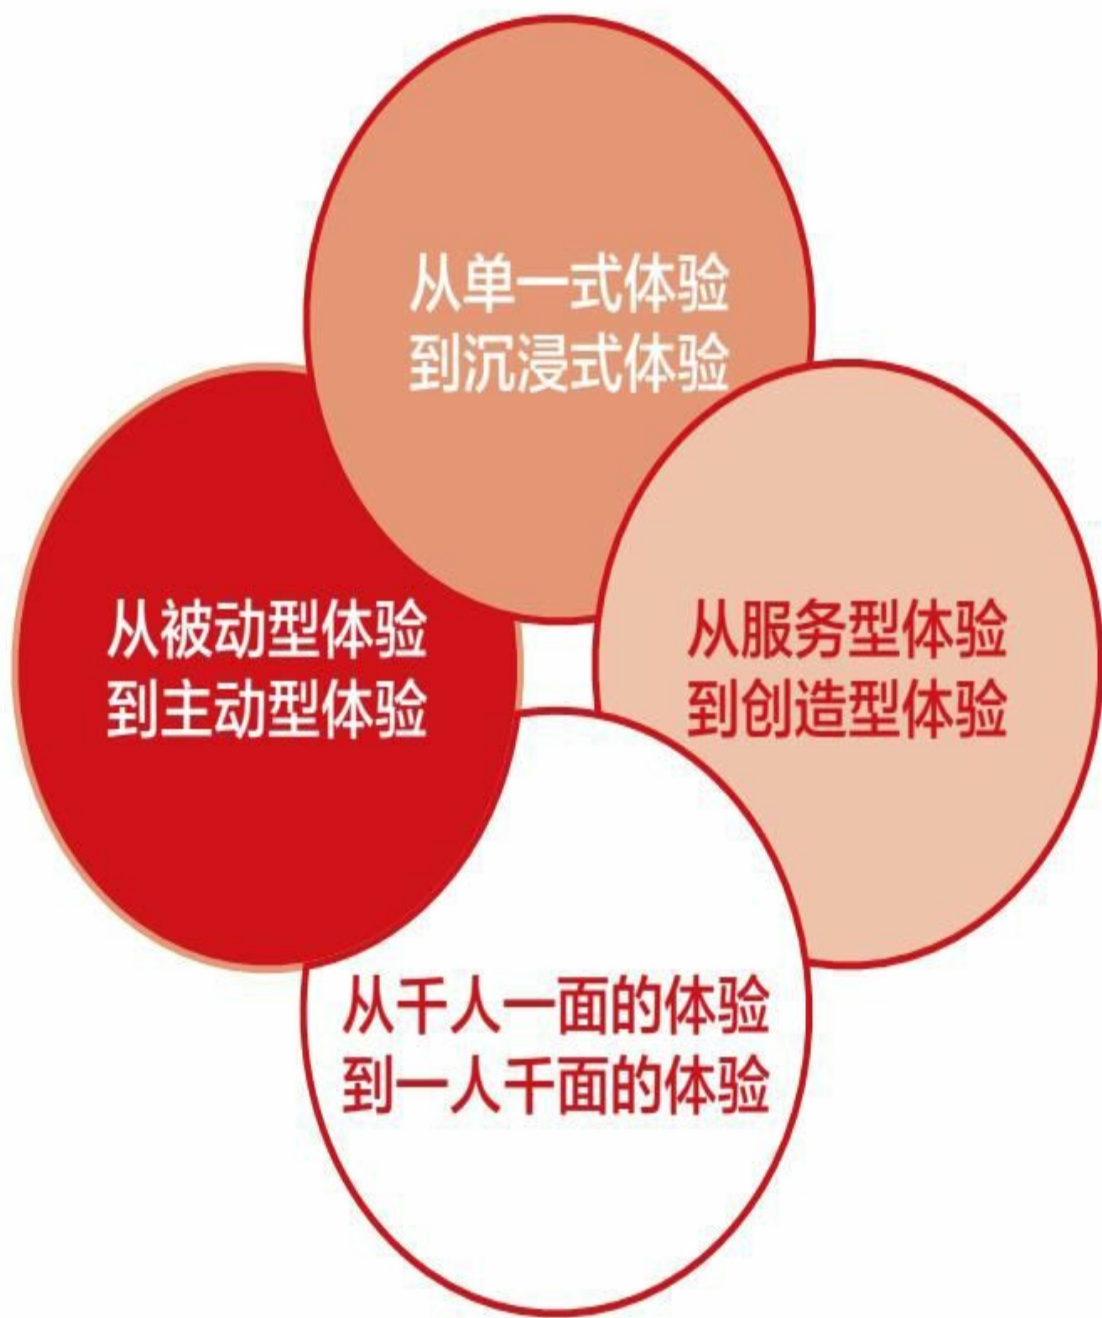 从单一式体验
到沉浸式体验
从被动型体验
到主动型体验
从服务型体验
到创造型体验
从千人一面的体验
到一人千面的体验